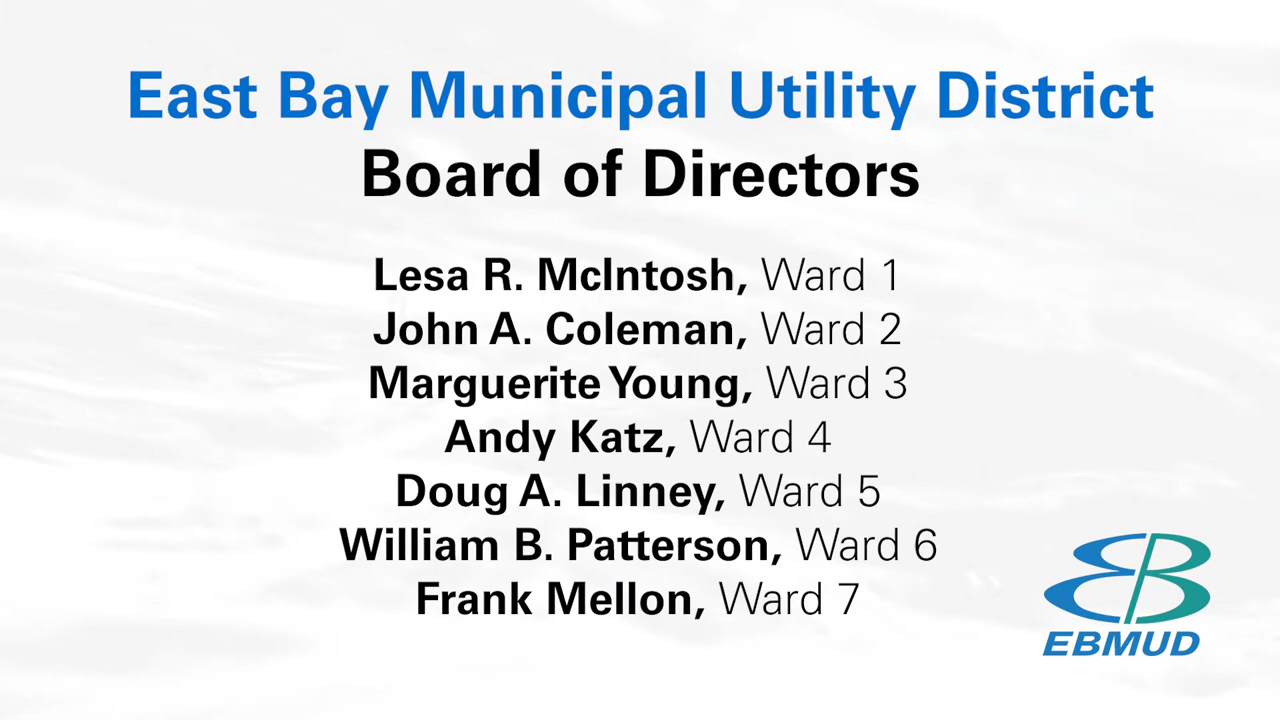 East Bay Municipal Utility District
Board of Directors
Lesa R. McIntosh, Ward 1
John A. Coleman, Ward 2
Marguerite Young, Ward 3
Andy Katz, Ward 4
Doug A. Linney, Ward 5
William B. Patterson, Ward 6
Frank Mellon, Ward 7
EB
EBMUD